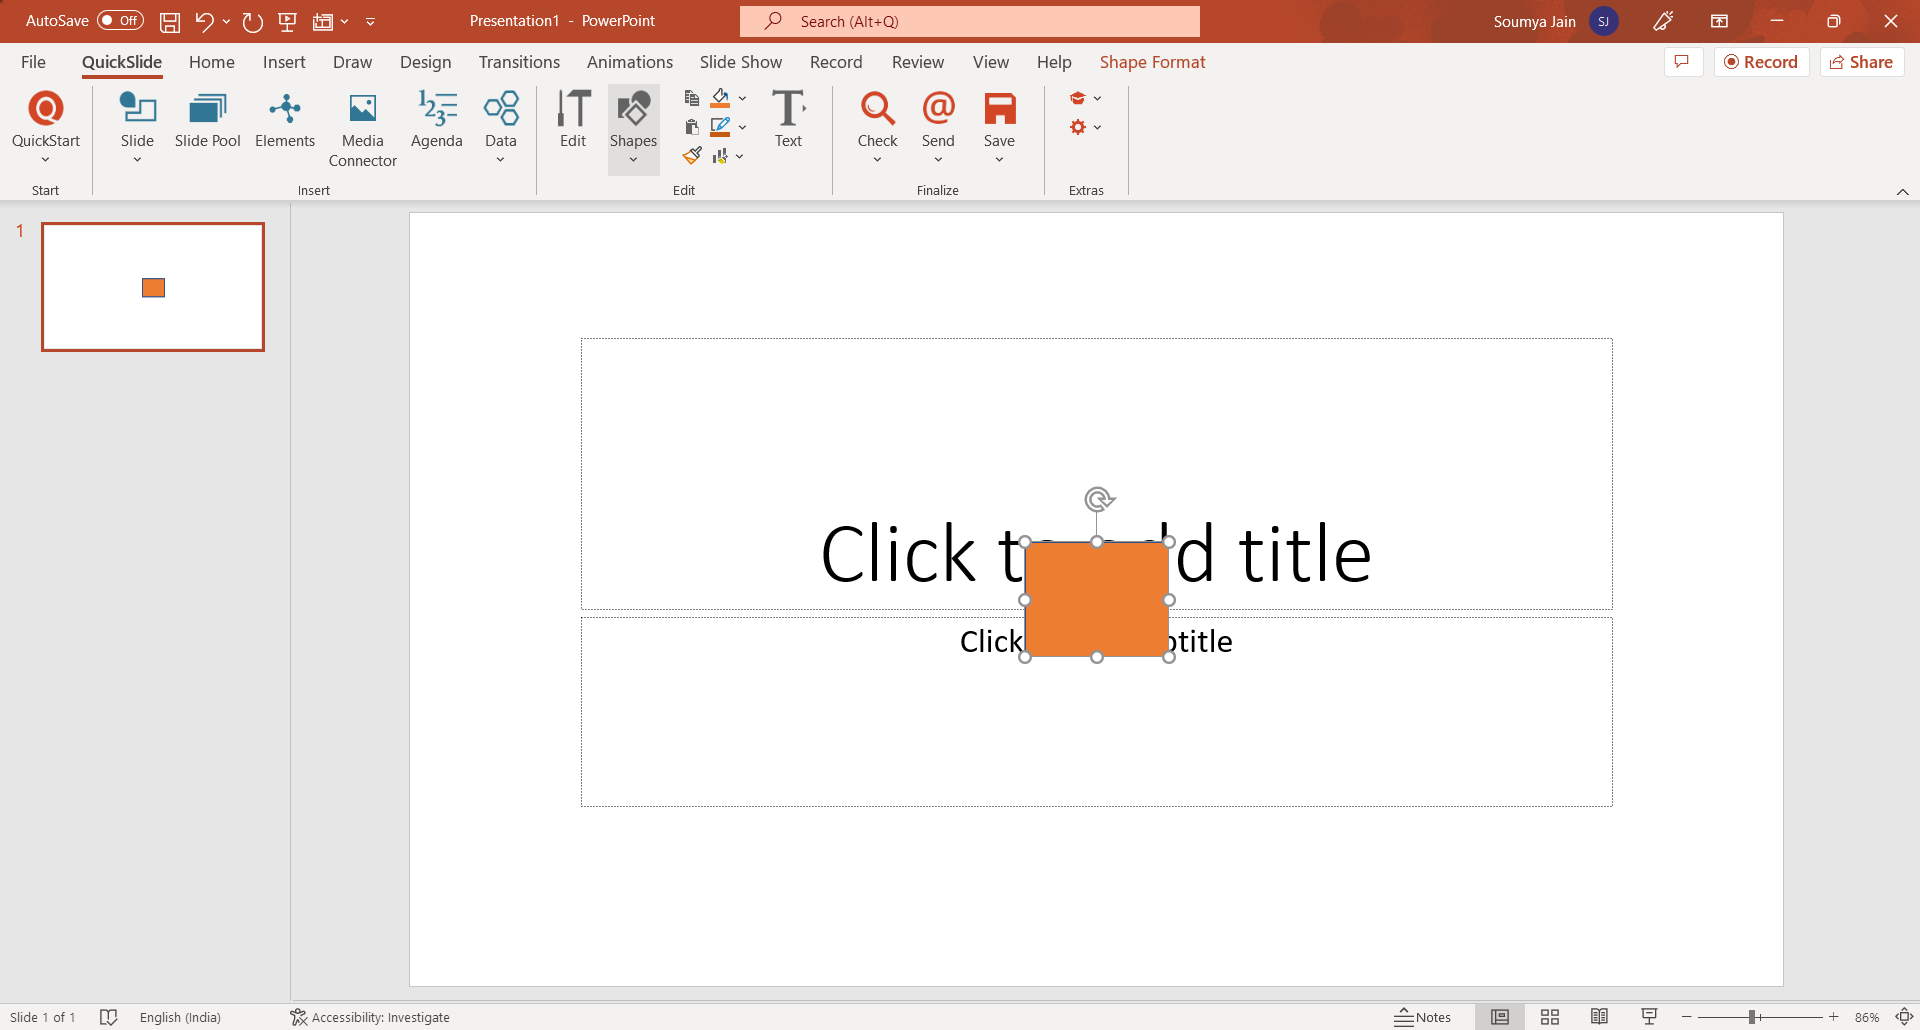 AutoSave Off Presentation1 - PowerPoint Search (Alt+Q) Soumya Jain SJ
File QuickSlide Home Insert Draw Design Transitions Animations Slide Show Record Review View Help Shape Format Record Share
QuickStart Slide Slide Pool Elements Media Connector Agenda Data Edit Shapes Text Check Send Save
Start Insert Edit Finalize Extras
1
Click t dd title
Click btitle
Slide 1 of 1 English (India) Accessibility: Investigate Notes 86%